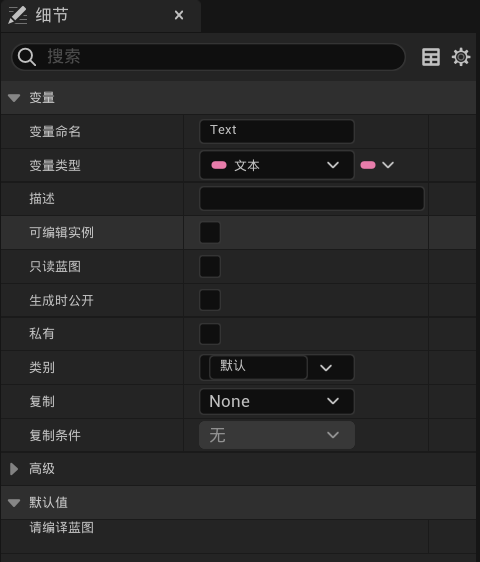 细节
搜索
变量
变量命名 Text
变量类型 文本
描述
可编辑实例
只读蓝图
生成时公开
私有
类别 默认
复制 None
复制条件 无
高级
默认值
请编译蓝图